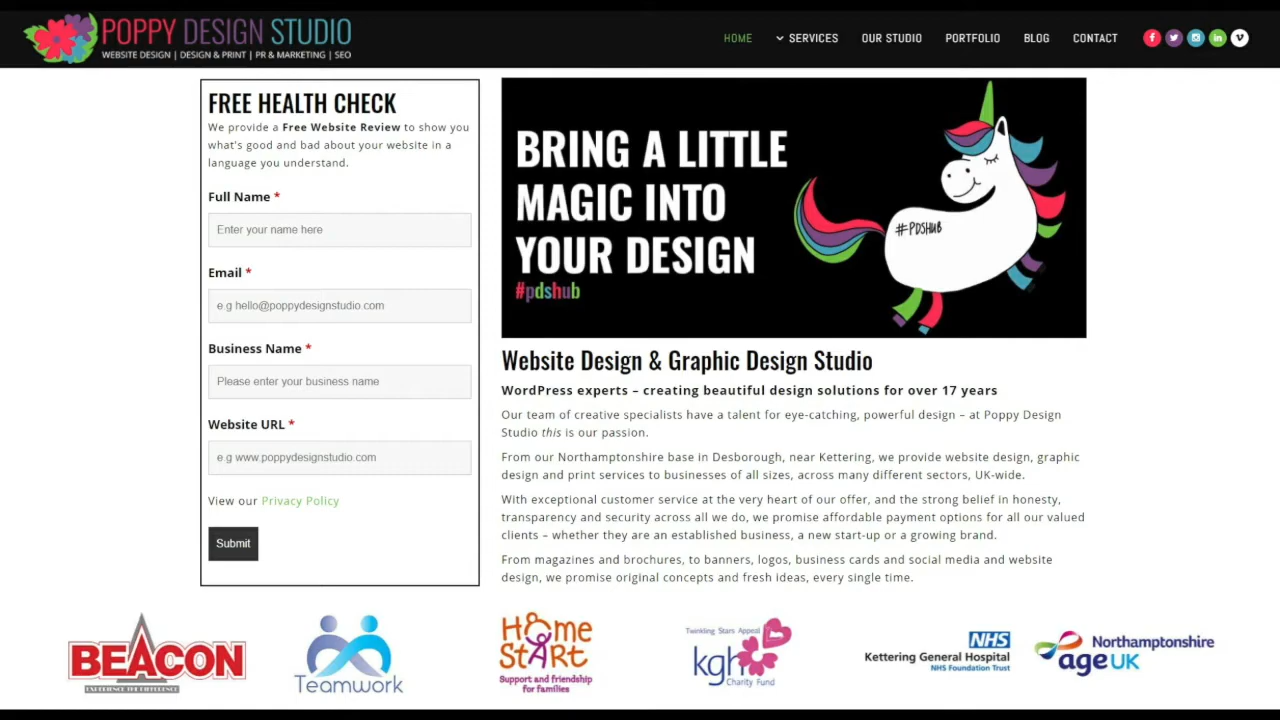 POPPY DESIGN STUDIO
WEBSITE DESIGN | DESIGN & PRINT | PR & MARKETING | SEO
HOME
SERVICES
OUR STUDIO
PORTFOLIO
BLOG
CONTACT
FREE HEALTH CHECK
We provide a Free Website Review to show you
what's good and bad about your website in a
language you understand.
Full Name *
Enter your name here
Email *
e.g hello@poppydesignstudio.com
Business Name *
Please enter your business name
Website URL *
e.g www.poppydesignstudio.com
View our Privacy Policy
Submit
BRING A LITTLE
MAGIC INTO
YOUR DESIGN
#pdshub
#PDSHUB
Website Design & Graphic Design Studio
WordPress experts – creating beautiful design solutions for over 17 years
Our team of creative specialists have a talent for eye-catching, powerful design – at Poppy Design
Studio this is our passion.
From our Northamptonshire base in Desborough, near Kettering, we provide website design, graphic
design and print services to businesses of all sizes, across many different sectors, UK-wide.
With exceptional customer service at the very heart of our offer, and the strong belief in honesty,
transparency and security across all we do, we promise affordable payment options for all our valued
clients – whether they are an established business, a new start-up or a growing brand.
From magazines and brochures, to banners, logos, business cards and social media and website
design, we promise original concepts and fresh ideas, every single time.
BEACON
EXPERIENCE THE DIFFERENCE
Teamwork
HOme
StARt
Support and friendship
for families
Twinkling Stars Appeal
kgh
Charity Fund
NHS
Kettering General Hospital
NHS Foundation Trust
Northamptonshire
age UK